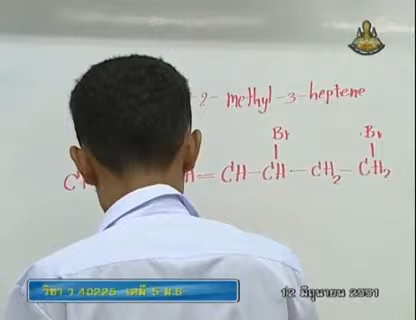 2-methyl-3-heptene
Br .Br
C H = CH - CH - CH2 - CH2
วิชา ว 40225 เคมี 5 ม.6
12 มิถุนายน 2551